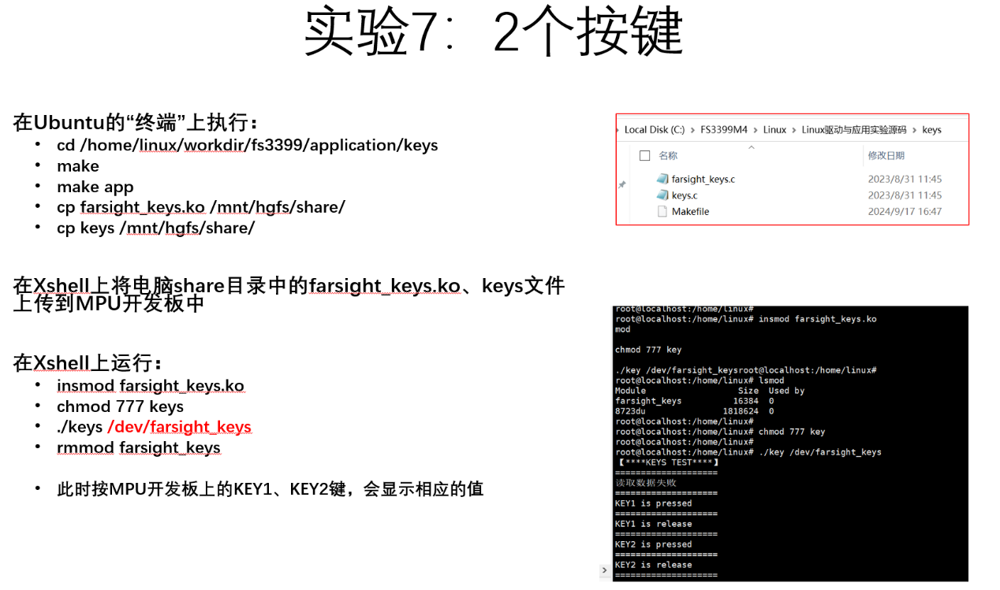 实验7：2个按键
在Ubuntu的“终端”上执行：
• cd /home/linux/workdir/fs3399/application/keys
• make
• make app
• cp farsight_keys.ko /mnt/hgfs/share/
• cp keys /mnt/hgfs/share/
在Xshell上将电脑share目录中的farsight_keys.ko、keys文件
上传到MPU开发板中
在Xshell上运行：
• insmod farsight_keys.ko
• chmod 777 keys
• ./keys /dev/farsight_keys
• rmmod farsight_keys
• 此时按MPU开发板上的KEY1、KEY2键，会显示相应的值
Local Disk (C:) > FS3399M4 > Linux > Linux驱动与应用实验源码 > keys
名称 修改日期
farsight_keys.c 2023/8/31 11:45
keys.c 2023/8/31 11:45
Makefile 2024/9/17 16:47
root@localhost:/home/linux#
root@localhost:/home/linux# insmod farsight_keys.ko
mod
chmod 777 key
./key /dev/farsight_keysroot@localhost:/home/linux#
root@localhost:/home/linux# lsmod
Module Size Used by
farsight_keys 16384 0
8723du 1818624 0
root@localhost:/home/linux#
root@localhost:/home/linux# chmod 777 key
root@localhost:/home/linux#
root@localhost:/home/linux# ./key /dev/farsight_keys
【****KEYS TEST****】
====================
读取数据失败
====================
KEY1 is pressed
====================
KEY1 is release
====================
KEY2 is pressed
====================
KEY2 is release
====================